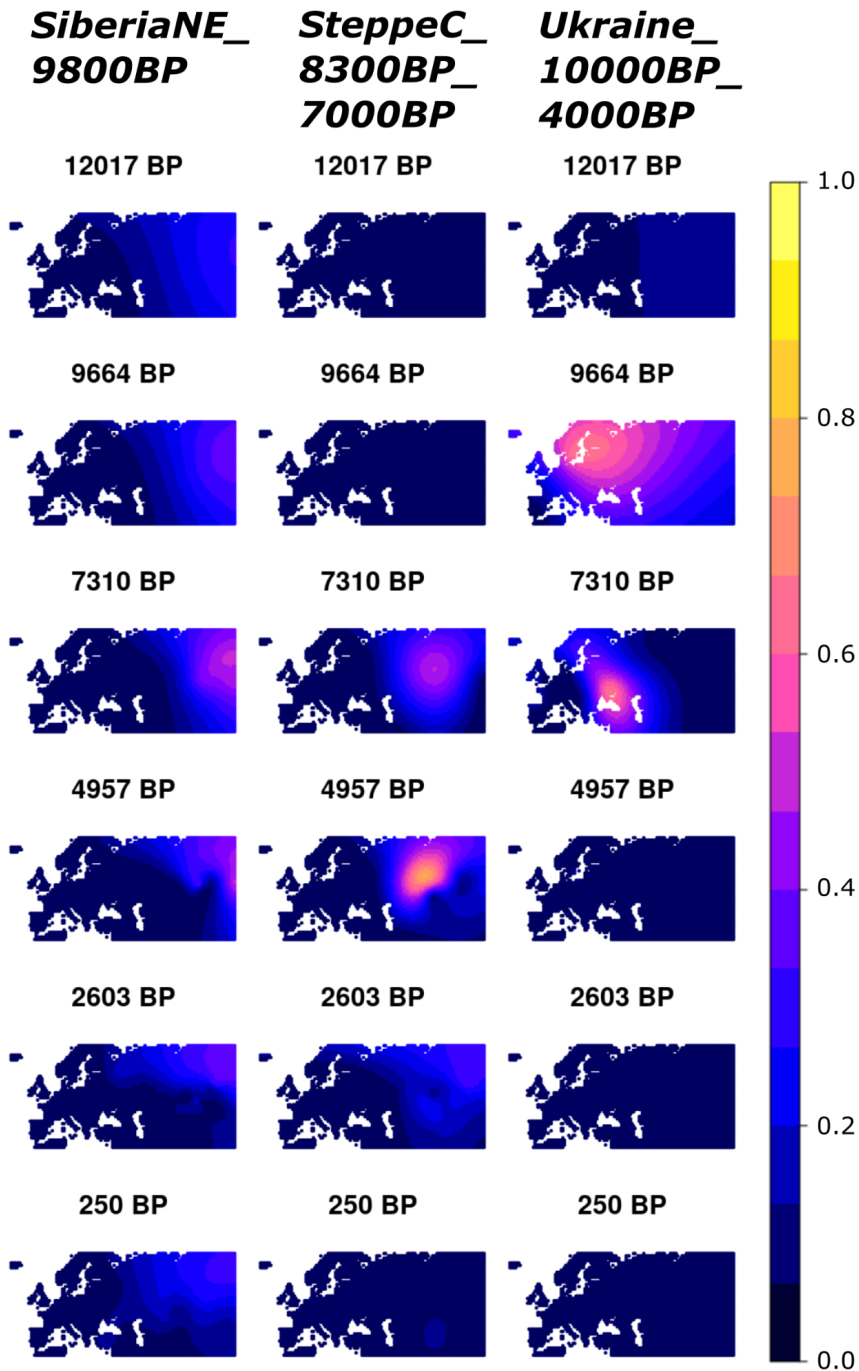 SiberiaNE_
9800BP
SteppeC_
8300BP_
7000BP
Ukraine_
10000BP_
4000BP
12017 BP
12017 BP
12017 BP
9664 BP
9664 BP
9664 BP
7310 BP
7310 BP
7310 BP
4957 BP
4957 BP
4957 BP
2603 BP
2603 BP
2603 BP
250 BP
250 BP
250 BP
1.0
0.8
0.6
0.4
0.2
0.0